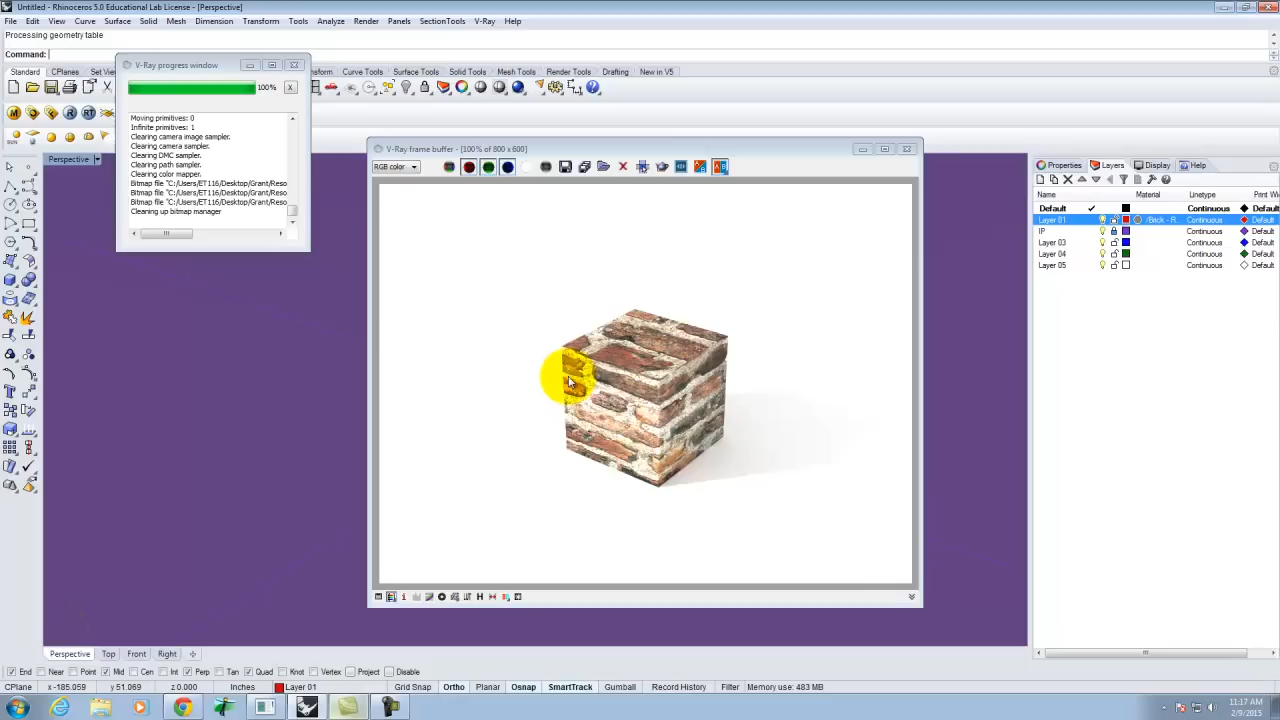 Untitled - Rhinoceros 5.0 Educational Lab License - [Perspective]
File Edit View Curve Surface Solid Mesh Dimension Transform Tools Analyze Render Panels SectionTools V-Ray Help
Processing geometry table
Command:
Standard CPlanes Set Vie
nsform Curve Tools Surface Tools Solid Tools Mesh Tools Render Tools Drafting New in V5
V-Ray progress window
100% X
Moving primitives: 0
Infinite primitives: 1
Clearing camera image sampler.
Clearing camera sampler.
Clearing DMC sampler.
Clearing path sampler.
Clearing color mapper.
Bitmap file "C:/Users/ET116/Desktop/Grant/Reso
Bitmap file "C:/Users/ET116/Desktop/Grant/Reso
Bitmap file "C:/Users/ET116/Desktop/Grant/Reso
Cleaning up bitmap manager
Perspective
V-Ray frame buffer - [100% of 800 x 600]
RGB color
Properties Layers Display Help
Name Material Linetype Print Wi
Default Continuous Default
Layer 01 /Brick - R... Continuous Default
IP Continuous Default
Layer 03 Continuous Default
Layer 04 Continuous Default
Layer 05 Continuous Default
Perspective Top Front Right
End Near Point Mid Cen Int Perp Tan Quad Knot Vertex Project Disable
CPlane x -185.059 y 51.069 z 0.000 Inches Layer 01 Grid Snap Ortho Planar Osnap SmartTrack Gumball Record History Filter Memory use: 483 MB
11:17 AM
2/9/2015